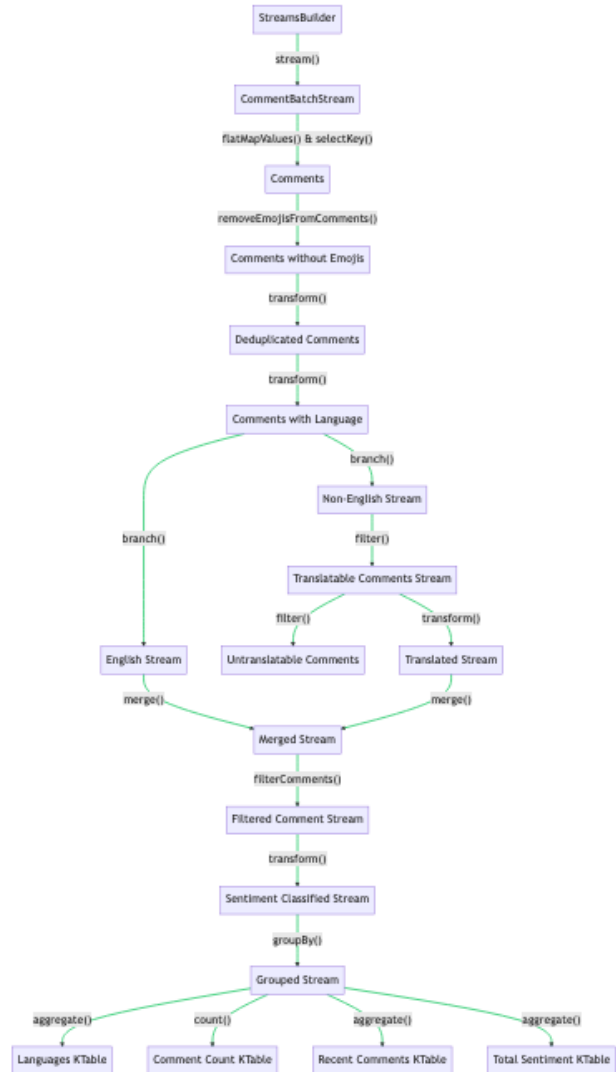 StreamsBuilder
stream()
CommentBatchStream
flatMapValues() & selectKey()
Comments
removeEmojisFromComments()
Comments without Emojis
transform()
Deduplicated Comments
transform()
Comments with Language
branch()
Non-English Stream
branch()
filter()
Translatable Comments Stream
filter()
transform()
English Stream
Untranslatable Comments
Translated Stream
merge()
merge()
Merged Stream
filterComments()
Filtered Comment Stream
transform()
Sentiment Classified Stream
groupBy()
Grouped Stream
aggregate()
count()
aggregate()
aggregate()
Languages KTable
Comment Count KTable
Recent Comments KTable
Total Sentiment KTable